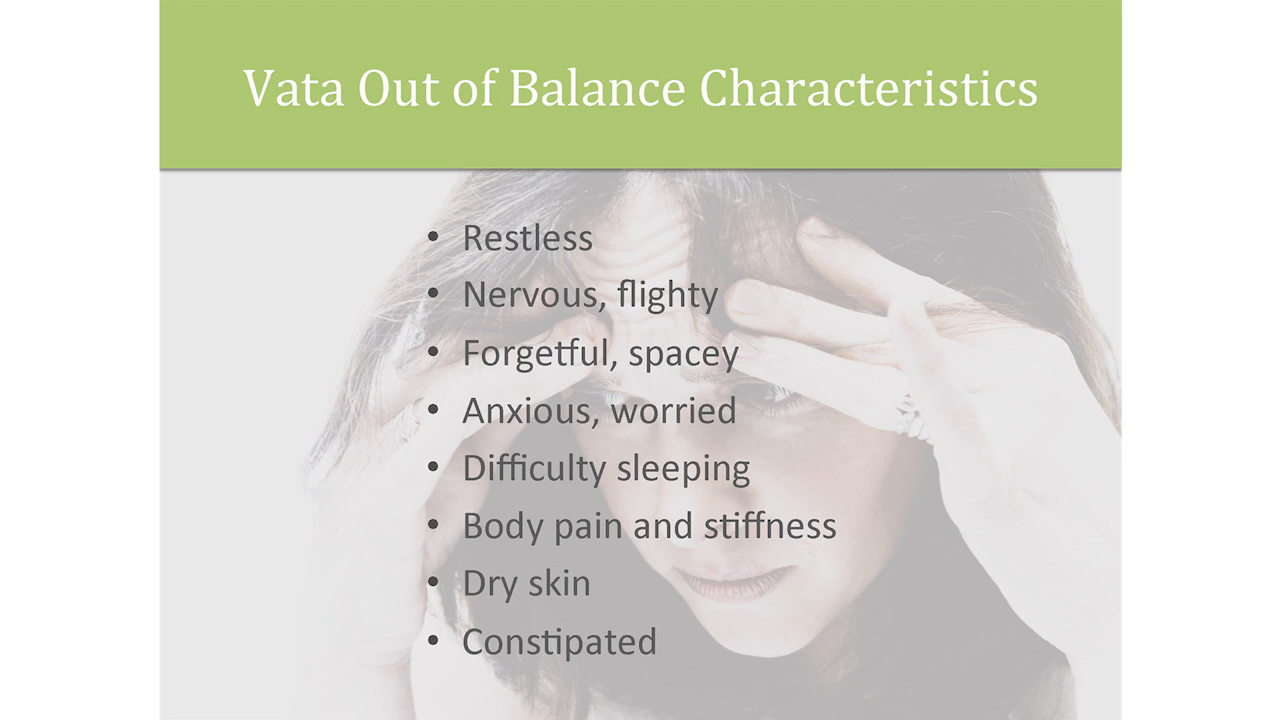 Vata Out of Balance Characteristics
• Restless
• Nervous, flighty
• Forgetful, spacey
• Anxious, worried
• Difficulty sleeping
• Body pain and stiffness
• Dry skin
• Constipated